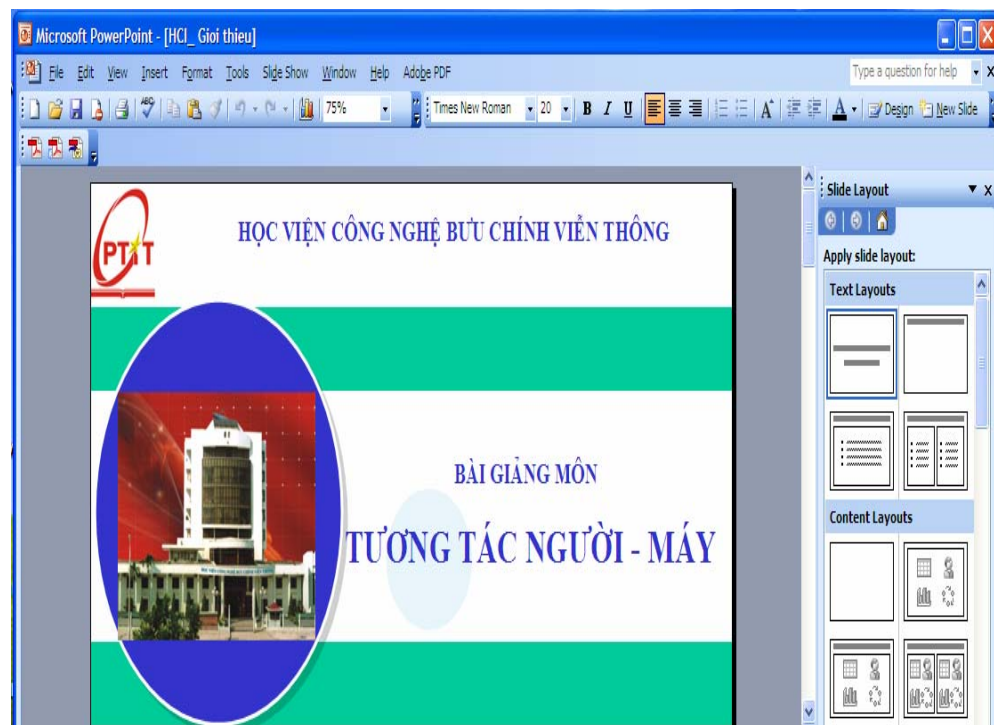 Microsoft PowerPoint - [HCI_ Gioi thieu]
File Edit View Insert Format Tools Slide Show Window Help Adobe PDF Type a question for help
75% Times New Roman 20 B I U A A Design New Slide
Slide Layout
Apply slide layout:
Text Layouts
Content Layouts
PTIT
HỌC VIỆN CÔNG NGHỆ BƯU CHÍNH VIỄN THÔNG
BÀI GIẢNG MÔN
TƯƠNG TÁC NGƯỜI - MÁY